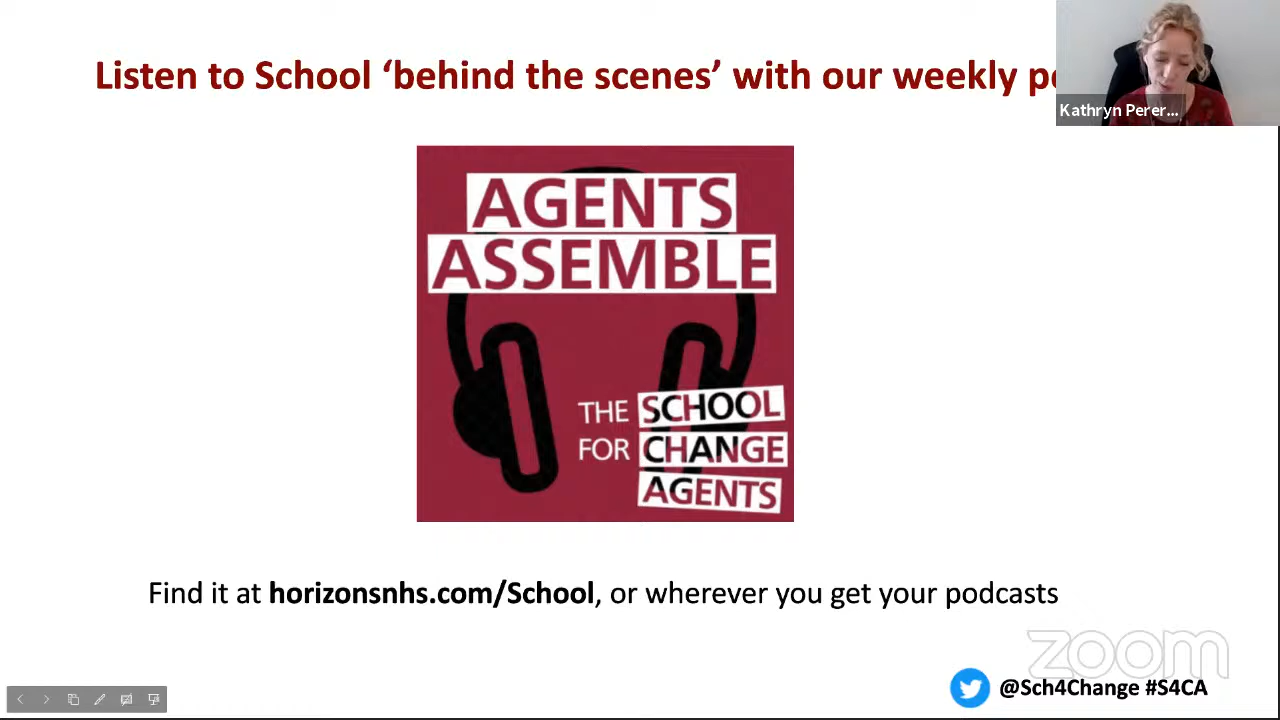 Listen to School ‘behind the scenes’ with our weekly
Kathryn Perer...
AGENTS
ASSEMBLE
THE SCHOOL
FOR CHANGE
AGENTS
Find it at horizonsnhs.com/School, or wherever you get your podcasts
zoom
@Sch4Change #S4CA